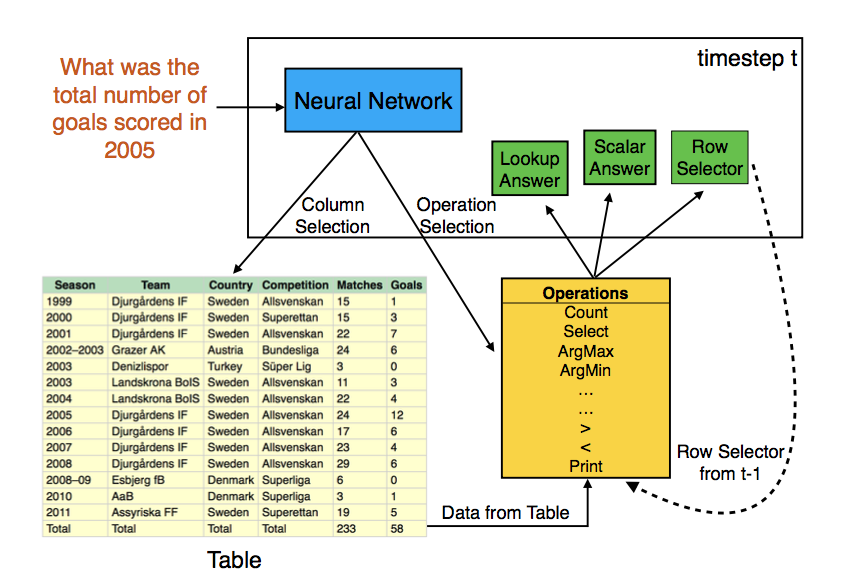 What was the
total number of
goals scored in
2005
timestep t
Neural Network
Lookup
Answer
Scalar
Answer
Row
Selector
Column
Selection
Operation
Selection
Season Team Country Competition Matches Goals
1999 Djurgårdens IF Sweden Allsvenskan 15 1
2000 Djurgårdens IF Sweden Superettan 15 3
2001 Djurgårdens IF Sweden Allsvenskan 22 7
2002–2003 Grazer AK Austria Bundesliga 24 6
2003 Denizlispor Turkey Süper Lig 3 0
2003 Landskrona BoIS Sweden Allsvenskan 11 3
2004 Landskrona BoIS Sweden Allsvenskan 22 4
2005 Djurgårdens IF Sweden Allsvenskan 24 12
2006 Djurgårdens IF Sweden Allsvenskan 17 6
2007 Djurgårdens IF Sweden Allsvenskan 23 4
2008 Djurgårdens IF Sweden Allsvenskan 29 6
2008–09 Esbjerg fB Denmark Superliga 6 0
2010 AaB Denmark Superliga 3 1
2011 Assyriska FF Sweden Superettan 19 5
Total Total Total Total 233 58
Table
Operations
Count
Select
ArgMax
ArgMin
...
...
>
<
Print
Row Selector
from t-1
Data from Table